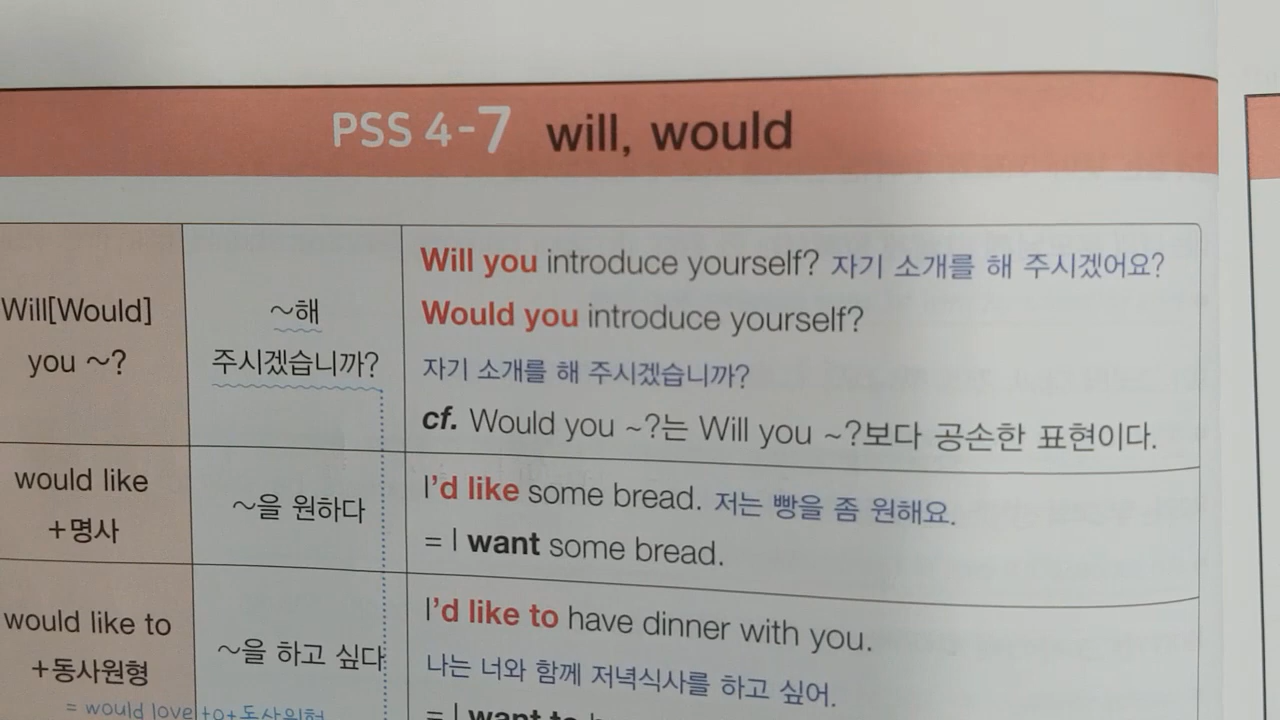 PSS 4-7 will, would
Will[Would]
you ~?
~해
주시겠습니까?
Will you introduce yourself? 자기 소개를 해 주시겠어요?
Would you introduce yourself?
자기 소개를 해 주시겠습니까?
cf. Would you ~?는 Will you ~?보다 공손한 표현이다.
would like
+명사
~을 원하다
I'd like some bread. 저는 빵을 좀 원해요.
= I want some bread.
would like to
+동사원형
= would love to+동사원형
~을 하고 싶다
I'd like to have dinner with you.
나는 너와 함께 저녁식사를 하고 싶어.
= I want to